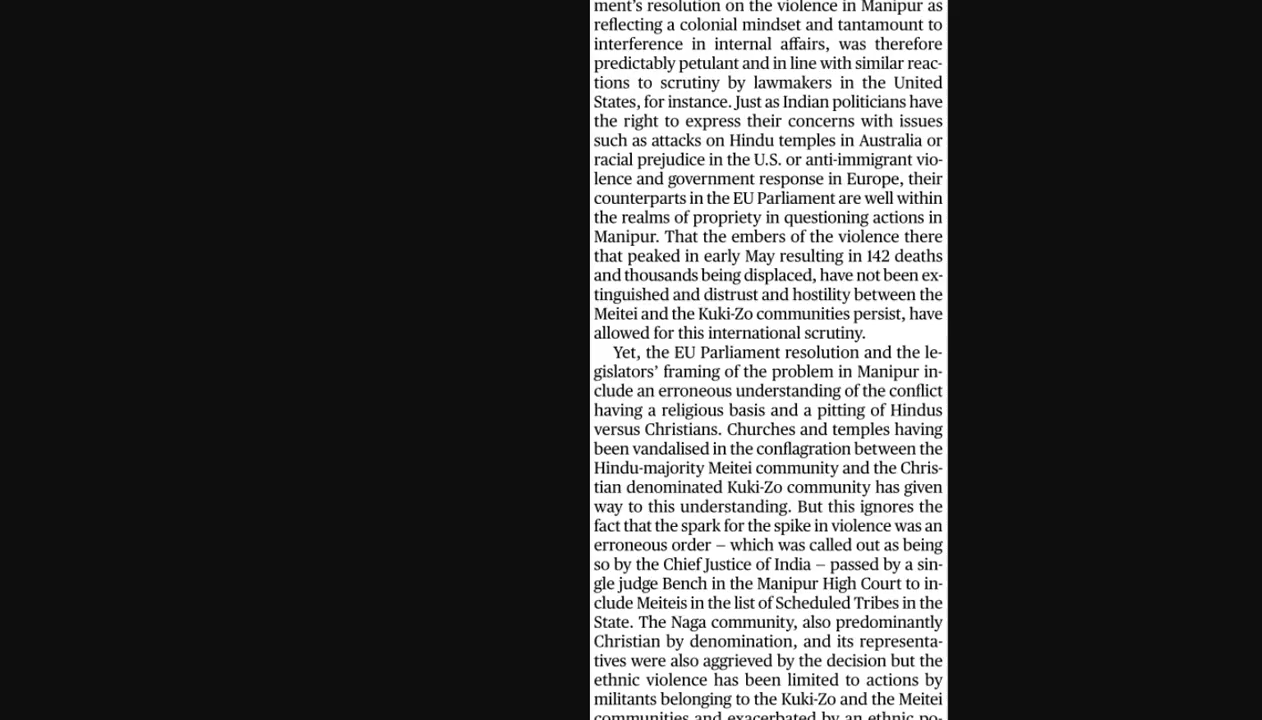 ment's resolution on the violence in Manipur as
reflecting a colonial mindset and tantamount to
interference in internal affairs, was therefore
predictably petulant and in line with similar reac-
tions to scrutiny by lawmakers in the United
States, for instance. Just as Indian politicians have
the right to express their concerns with issues
such as attacks on Hindu temples in Australia or
racial prejudice in the U.S. or anti-immigrant vio-
lence and government response in Europe, their
counterparts in the EU Parliament are well within
the realms of propriety in questioning actions in
Manipur. That the embers of the violence there
that peaked in early May resulting in 142 deaths
and thousands being displaced, have not been ex-
tinguished and distrust and hostility between the
Meitei and the Kuki-Zo communities persist, have
allowed for this international scrutiny.
Yet, the EU Parliament resolution and the le-
gislators' framing of the problem in Manipur in-
clude an erroneous understanding of the conflict
having a religious basis and a pitting of Hindus
versus Christians. Churches and temples having
been vandalised in the conflagration between the
Hindu-majority Meitei community and the Chris-
tian denominated Kuki-Zo community has given
way to this understanding. But this ignores the
fact that the spark for the spike in violence was an
erroneous order – which was called out as being
so by the Chief Justice of India – passed by a sin-
gle judge Bench in the Manipur High Court to in-
clude Meiteis in the list of Scheduled Tribes in the
State. The Naga community, also predominantly
Christian by denomination, and its representa-
tives were also aggrieved by the decision but the
ethnic violence has been limited to actions by
militants belonging to the Kuki-Zo and the Meitei
communities and exacerbated by an ethnic po-